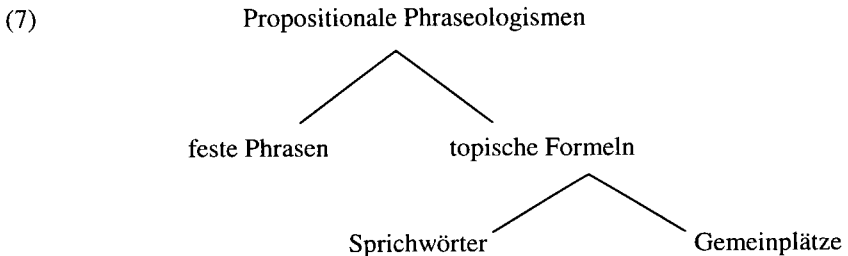 (7) Propositionale Phraseologismen
feste Phrasen topische Formeln
Sprichwörter Gemeinplätze